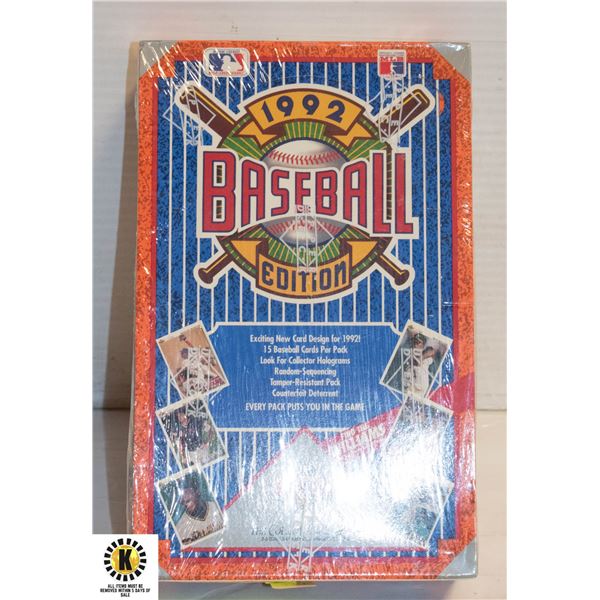 1992
BASEBALL
EDITION
Exciting New Card Design for 1992!
15 Baseball Cards Per Pack
Look For Collector Holograms
Random-Sequencing
Tamper-Resistant Pack
Counterfeit Deterrent
EVERY PACK PUTS YOU IN THE GAME
K
ALL ITEMS MUST BE
REMOVED WITHIN 5 DAYS OF
SALE